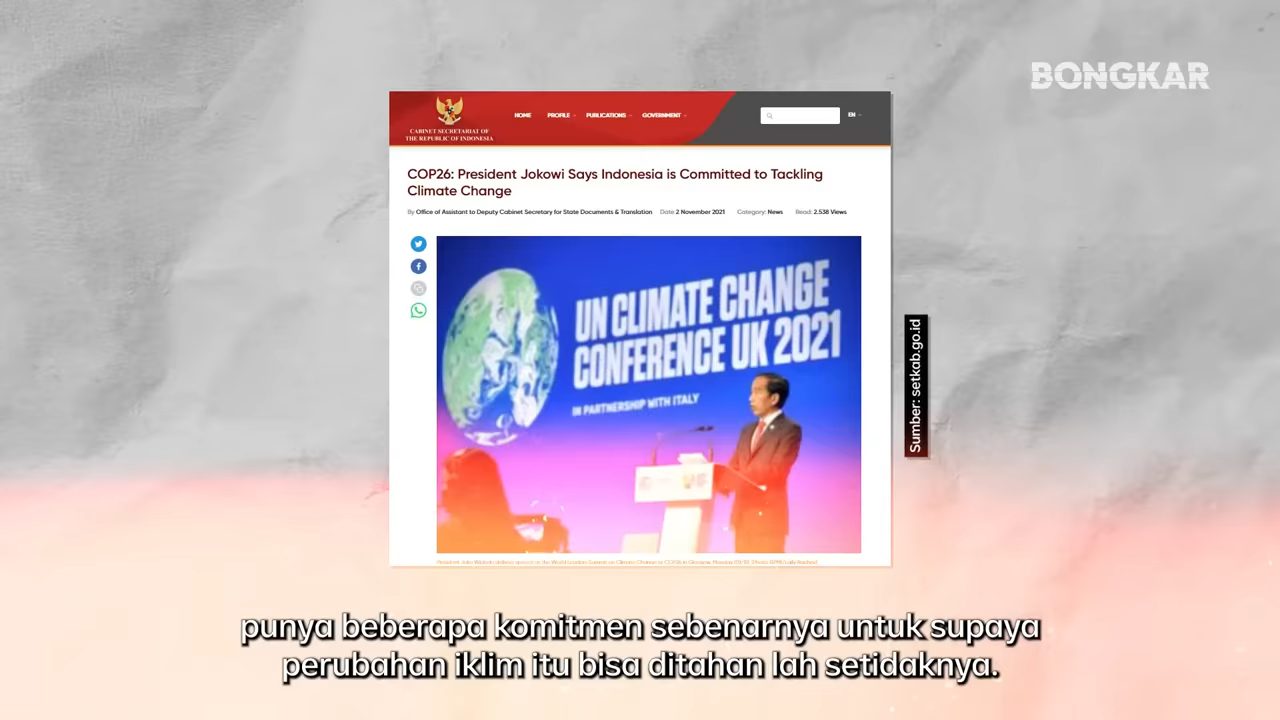 BONGKAR
CABINET SECRETARIAT OF
THE REPUBLIC OF INDONESIA
HOME PROFILE PUBLICATIONS GOVERNMENT
EN
COP26: President Jokowi Says Indonesia is Committed to Tackling
Climate Change
By Office of Assistant to Deputy Cabinet Secretary for State Documents & Translation Date 2 November 2021 Category: News Read: 2.538 Views
UN CLIMATE CHANGE
CONFERENCE UK 2021
IN PARTNERSHIP WITH ITALY
Sumber: setkab.go.id
punya beberapa komitmen sebenarnya untuk supaya
perubahan iklim itu bisa ditahan lah setidaknya.